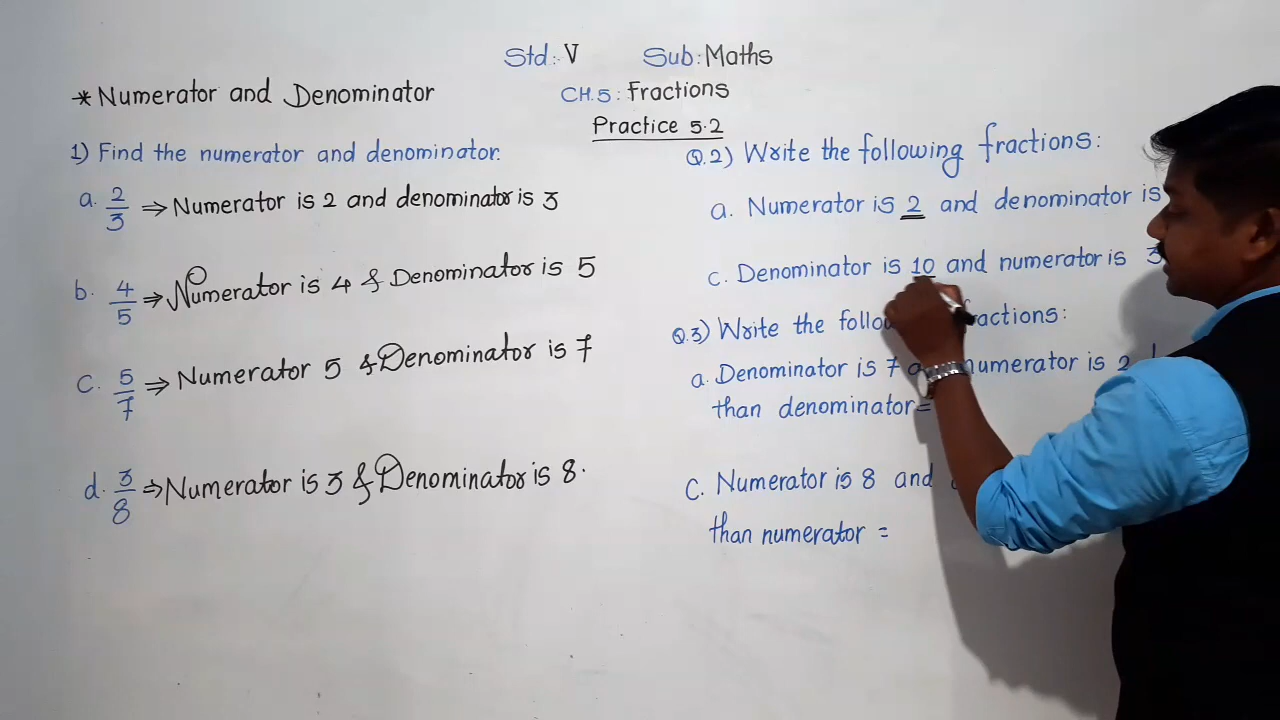 Std: V Sub: Maths
* Numerator and Denominator
CH.5: Fractions
Practice 5.2
1) Find the numerator and denominator.
a. 2/3 ⇒ Numerator is 2 and denominator is 3
b. 4/5 ⇒ Numerator is 4 & Denominator is 5
C. 5/7 ⇒ Numerator 5 & Denominator is 7
d. 3/8 ⇒ Numerator is 3 & Denominator is 8.
Q.2) Write the following fractions:
a. Numerator is 2 and denominator is
C. Denominator is 10 and numerator is 3
Q.3) Write the
a. Denominator is 7 numerator is 2
than denominator =
C. Numerator is 8 and
than numerator =